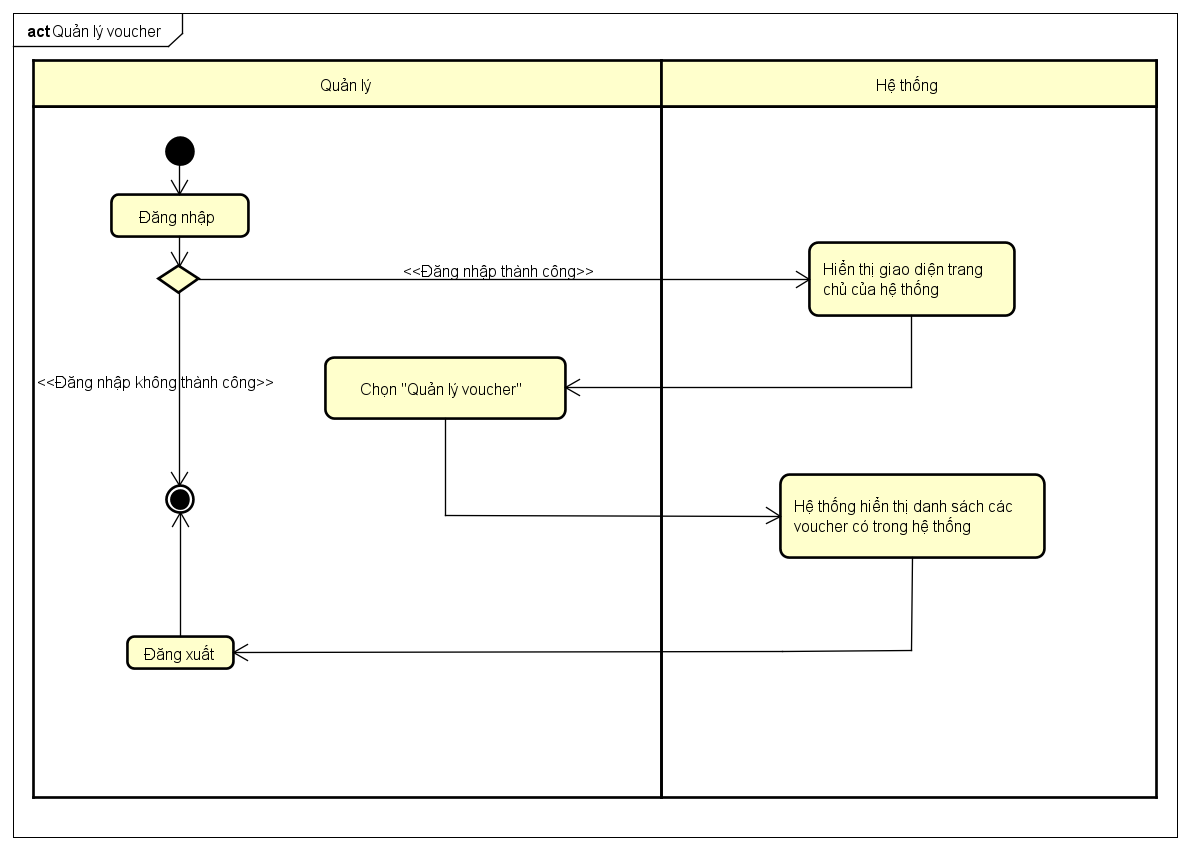 act Quản lý voucher
Quản lý
Hệ thống
Đăng nhập
<<Đăng nhập thành công>>
Hiển thị giao diện trang
chủ của hệ thống
<<Đăng nhập không thành công>>
Chọn "Quản lý voucher"
Hệ thống hiển thị danh sách các
voucher có trong hệ thống
Đăng xuất